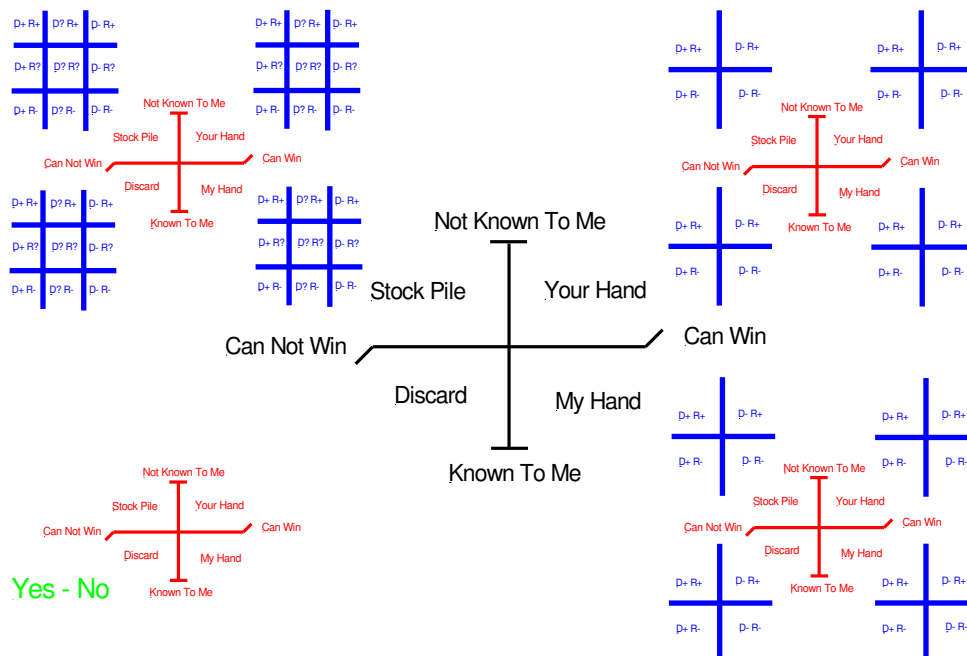 D+ R+ D? R+ D- R+
D+ R? D? R? D- R?
D+ R- D? R- D- R-
D+ R+ D? R+ D- R+
D+ R? D? R? D- R?
D+ R- D? R- D- R-
Not Known To Me
Stock Pile Your Hand
Can Not Win Can Win
Discard My Hand
Known To Me
D+ R+ D? R+ D- R+
D+ R? D? R? D- R?
D+ R- D? R- D- R-
D+ R+ D? R+ D- R+
D+ R? D? R? D- R?
D+ R- D? R- D- R-
D+ R+ D- R+
D+ R- D- R-
D+ R+ D- R+
D+ R- D- R-
Not Known To Me
Stock Pile Your Hand
Can Not Win Can Win
Discard My Hand
Known To Me
D+ R+ D- R+
D+ R- D- R-
D+ R+ D- R+
D+ R- D- R-
Not Known To Me
Stock Pile Your Hand
Can Not Win Can Win
Discard My Hand
Known To Me
Not Known To Me
Stock Pile Your Hand
Can Not Win Can Win
Discard My Hand
Known To Me
Yes - No
D+ R+ D- R+
D+ R- D- R-
D+ R+ D- R+
D+ R- D- R-
Not Known To Me
Stock Pile Your Hand
Can Not Win Can Win
Discard My Hand
Known To Me
D+ R+ D- R+
D+ R- D- R-
D+ R+ D- R+
D+ R- D- R-